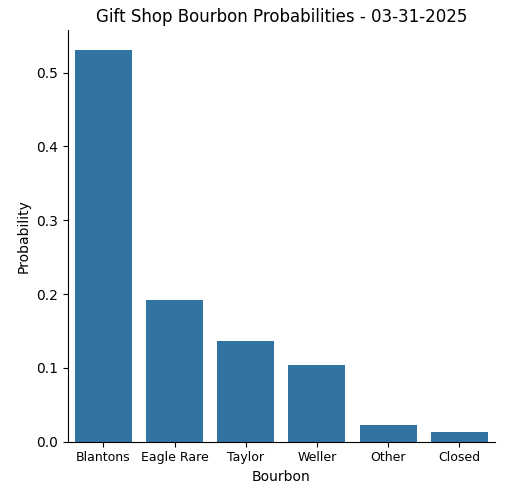 Gift Shop Bourbon Probabilities - 03-31-2025
0.5
0.4
0.3
0.2
0.1
0.0
Probability
Blantons Eagle Rare Taylor Weller Other Closed
Bourbon